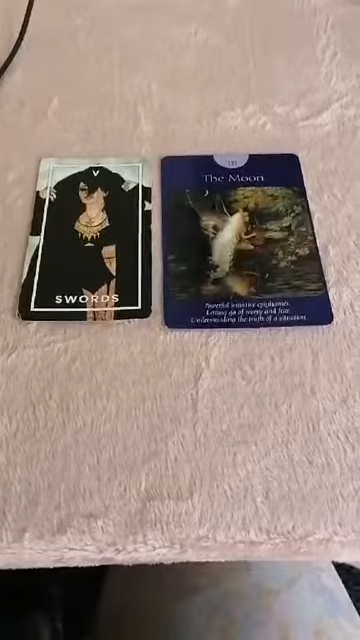 V
SWORDS
The Moon
Powerful intuitive epiphanies.
Letting go of worry and fear.
Understanding the truth of a situation.